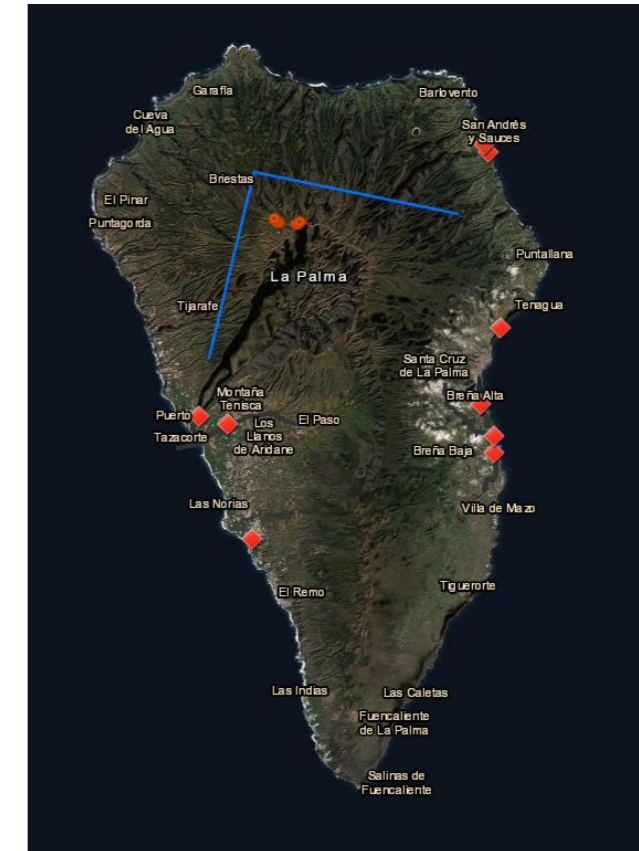 Garafía
Barlovento
Cueva
del Agua
San Andrés
y Sauces
Briestas
El Pinar
Puntagorda
Puntallana
La Palma
Tijarafe
Tenagua
Santa Cruz
de La Palma
Montaña
Tenisca
Breña Alta
Puerto
Tazacorte
Los
Llanos
de Aridane
El Paso
Breña Baja
Las Norias
Villa de Mazo
El Remo
Tiguerorte
Las Indias
Las Caletas
Fuencaliente
de La Palma
Salinas de
Fuencaliente